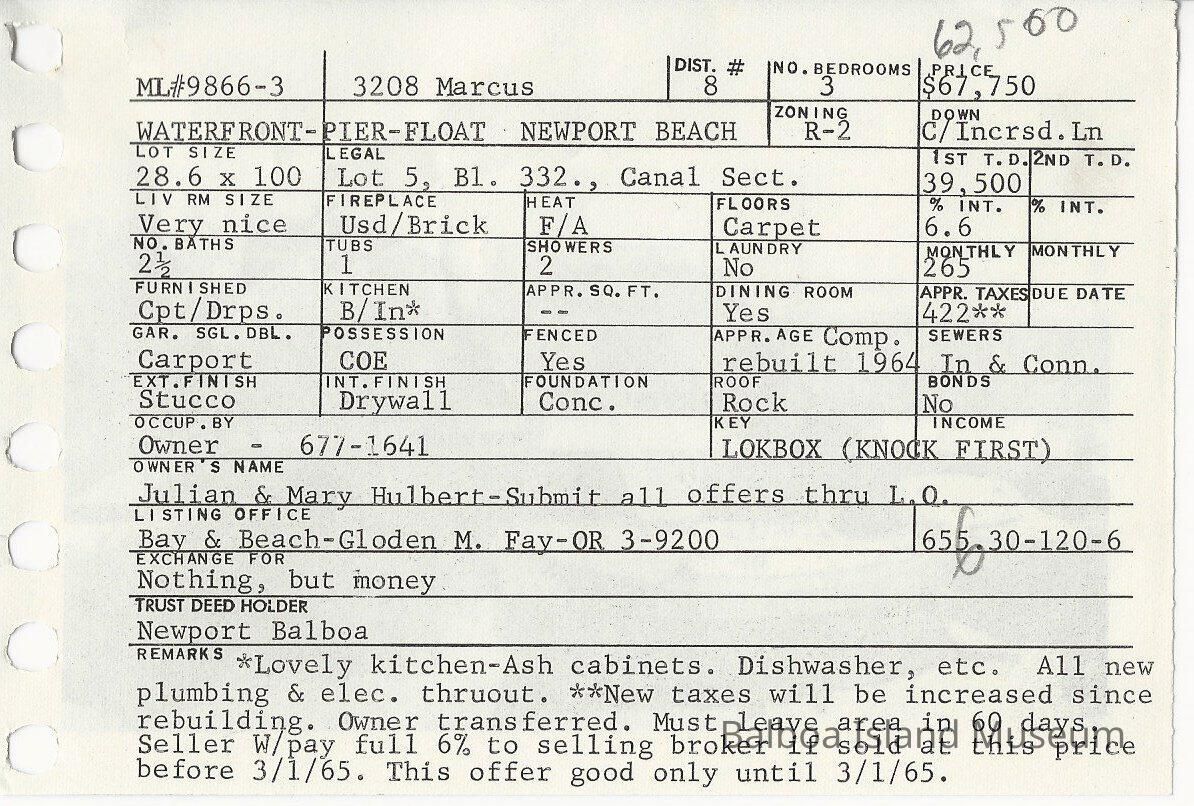 62,500
ML#9866-3 3208 Marcus DIST. # 8 NO. BEDROOMS 3 PRICE $67,750
WATERFRONT-PIER-FLOAT NEWPORT BEACH ZONING R-2 DOWN C/Incrsd.Ln
LOT SIZE 28.6 x 100 LEGAL Lot 5, Bl. 332., Canal Sect. 1ST T.D. 39,500 2ND T.D.
LIV RM SIZE Very nice FIREPLACE Usd/Brick HEAT F/A FLOORS Carpet % INT. 6.6 % INT.
NO. BATHS 2½ TUBS 1 SHOWERS 2 LAUNDRY No MONTHLY 265 MONTHLY
FURNISHED Cpt/Drps. KITCHEN B/In* APPR. SQ. FT. -- DINING ROOM Yes APPR. TAXES 422** DUE DATE
GAR. SGL. DBL. Carport POSSESSION COE FENCED Yes APPR. AGE Comp. rebuilt 1964 SEWERS In & Conn.
EXT. FINISH Stucco INT. FINISH Drywall FOUNDATION Conc. ROOF Rock BONDS No
OCCUP. BY Owner - 677-1641 KEY LOKBOX (KNOCK FIRST) INCOME
OWNER'S NAME
Julian & Mary Hulbert-Submit all offers thru L.O.
LISTING OFFICE
Bay & Beach-Gloden M. Fay-OR 3-9200 655 30-120-6
6
EXCHANGE FOR
Nothing, but money
TRUST DEED HOLDER
Newport Balboa
REMARKS *Lovely kitchen-Ash cabinets. Dishwasher, etc. All new
plumbing & elec. thruout. **New taxes will be increased since
rebuilding. Owner transferred. Must leave area in 60 days.
Seller W/pay full 6% to selling broker if sold at this price
before 3/1/65. This offer good only until 3/1/65.
Balboa Island Museum